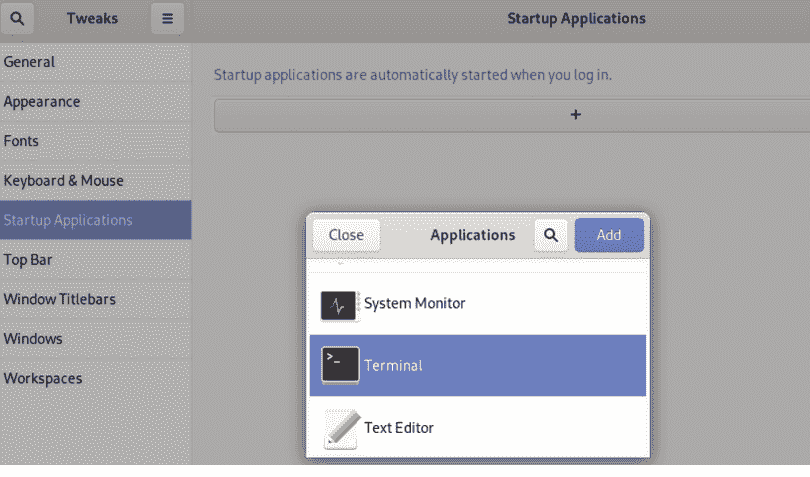 Tweaks
Startup Applications
General
Appearance
Fonts
Keyboard & Mouse
Startup Applications
Top Bar
Window Titlebars
Windows
Workspaces
Startup applications are automatically started when you log in.
+
Close
Applications
Add
System Monitor
>_
Terminal
Text Editor